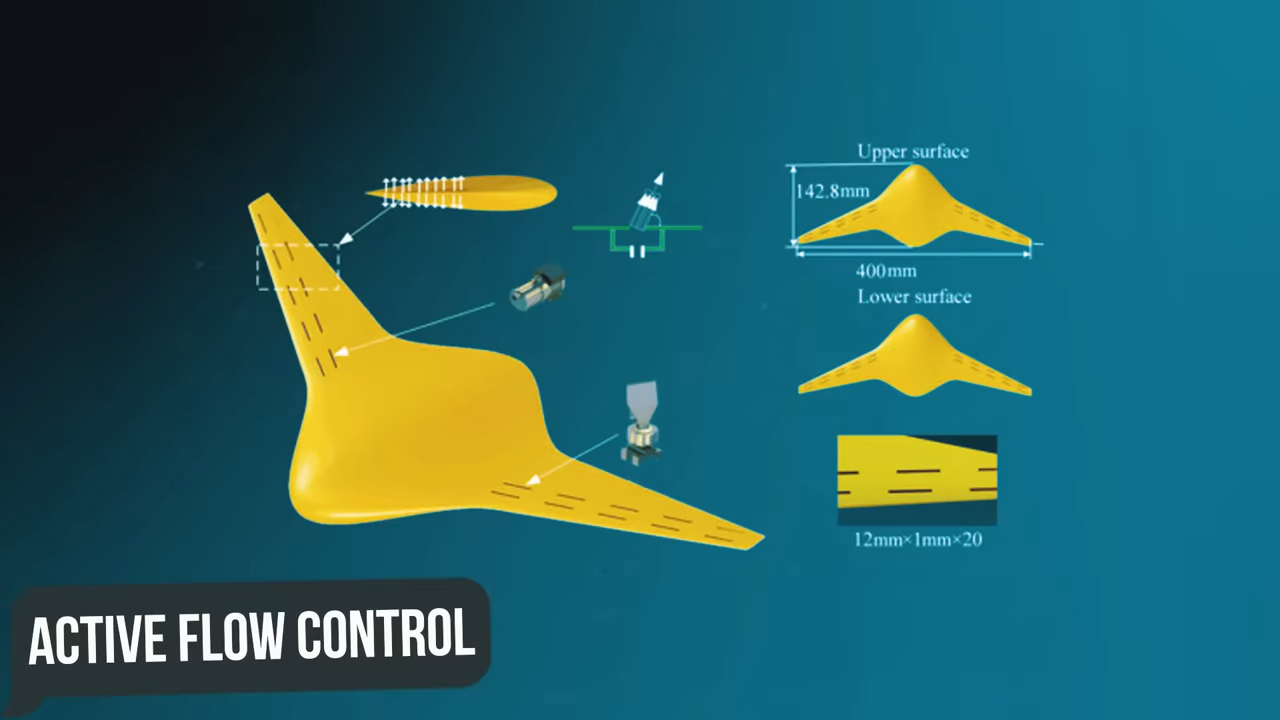 Upper surface
142.8mm
400mm
Lower surface
12mm×1mm×20
ACTIVE FLOW CONTROL